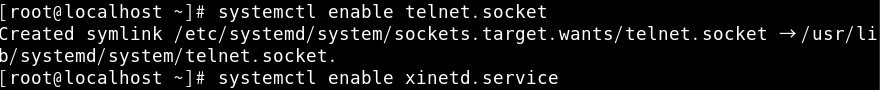 [root@localhost ~]# systemctl enable telnet.socket
Created symlink /etc/systemd/system/sockets.target.wants/telnet.socket → /usr/li
b/systemd/system/telnet.socket.
[root@localhost ~]# systemctl enable xinetd.service